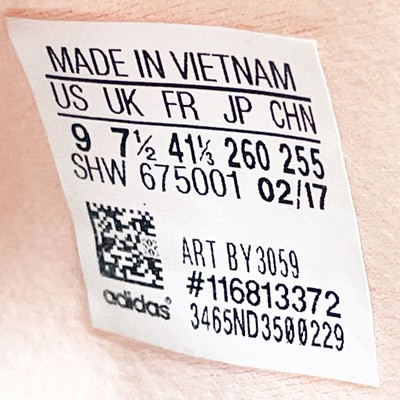 MADE IN VIETNAM
US UK FR JP CHN
9 7½ 41⅓ 260 255
SHW 675001 02/17
ART BY3059
#116813372
adidas®
3465ND3500229